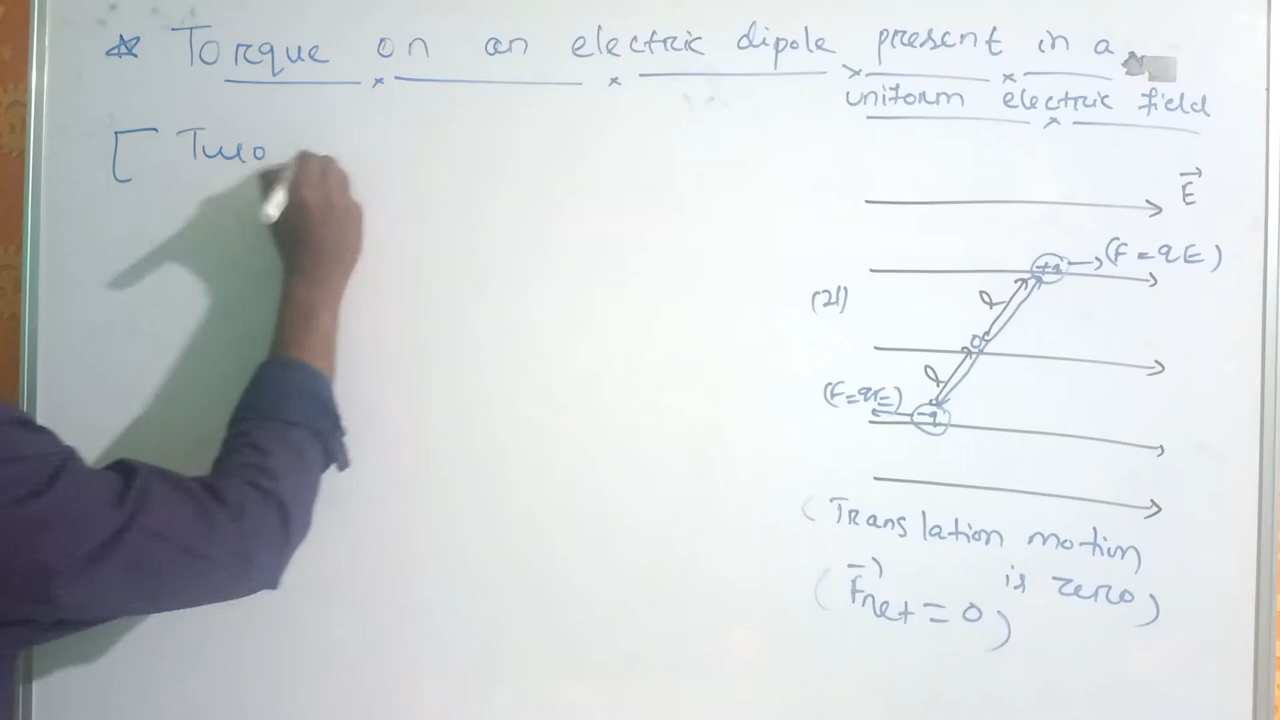 * Torque on an electric dipole present in a
uniform electric field
[ Two
E⃗
+q → (F = qE)
(2l)
l
O
l
(F=qE)
-q
(Translation motion
is zero)
(F⃗net = 0)